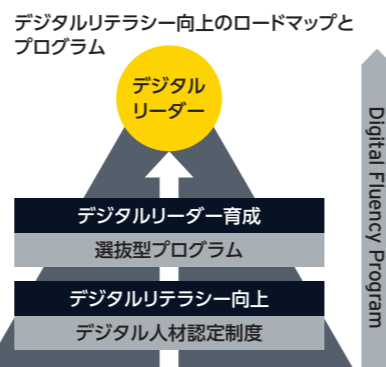 デジタルリテラシー向上のロードマップと
プログラム
デジタル
リーダー
デジタルリーダー育成
選抜型プログラム
デジタルリテラシー向上
デジタル人材認定制度
Digital Fluency Program